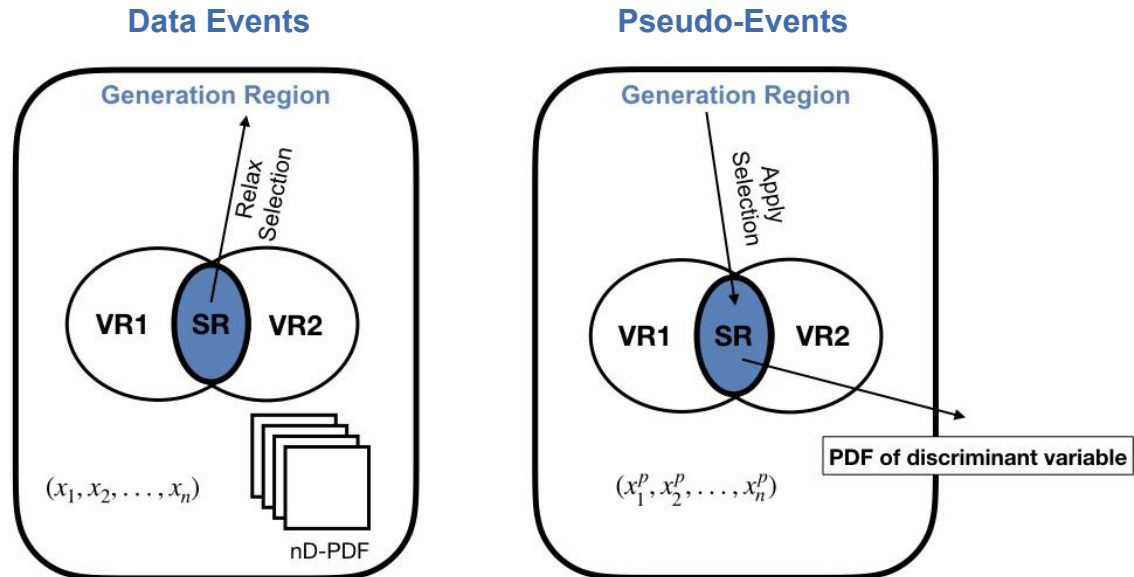 Data Events
Generation Region
Relax
Selection
VR1 SR VR2
(x₁, x₂, . . . , xₙ)
nD-PDF
Pseudo-Events
Generation Region
Apply
Selection
VR1 SR VR2
PDF of discriminant variable
(x₁ᵖ, x₂ᵖ, . . . , xₙᵖ)